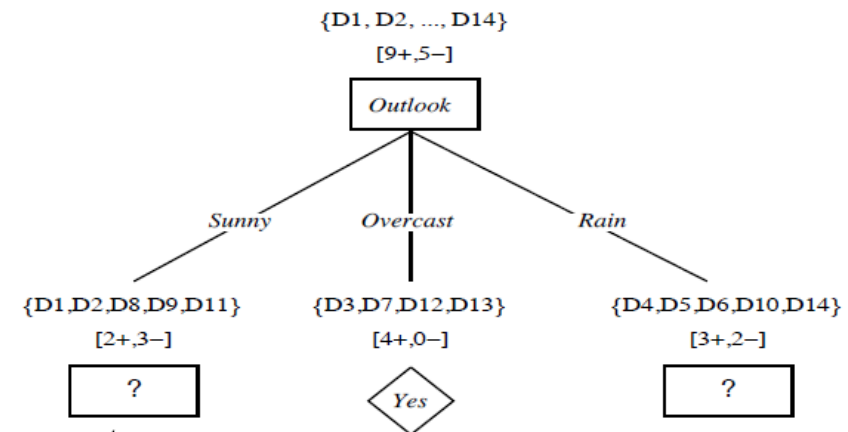 {D1, D2, ..., D14}
[9+,5−]
Outlook
Sunny Overcast Rain
{D1,D2,D8,D9,D11} {D3,D7,D12,D13} {D4,D5,D6,D10,D14}
[2+,3−] [4+,0−] [3+,2−]
? Yes ?